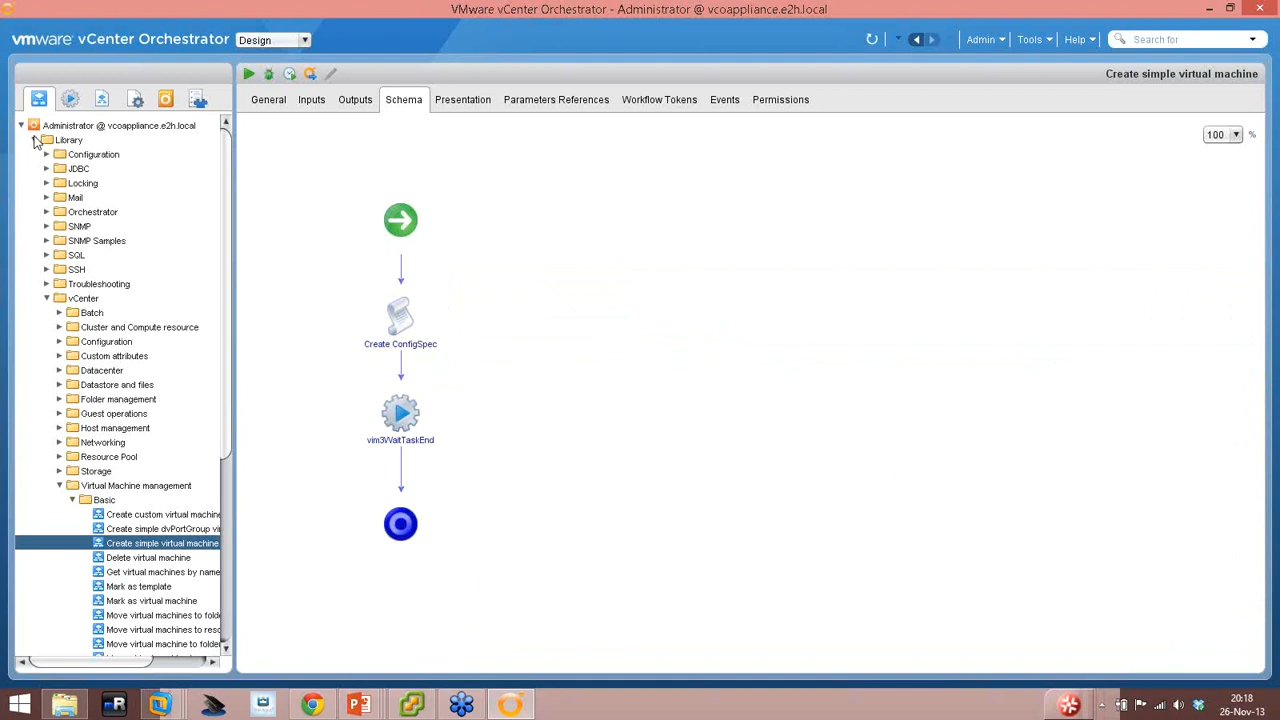 VMware vCenter Orchestrator - Administrator @ vcoappliance.e2h.local
vmware vCenter Orchestrator
Design
Admin
Tools
Help
Search for
Create simple virtual machine
General
Inputs
Outputs
Schema
Presentation
Parameters References
Workflow Tokens
Events
Permissions
100
%
Administrator @ vcoappliance.e2h.local
Library
Configuration
JDBC
Locking
Mail
Orchestrator
SNMP
SNMP Samples
SQL
SSH
Troubleshooting
vCenter
Batch
Cluster and Compute resource
Configuration
Custom attributes
Datacenter
Datastore and files
Folder management
Guest operations
Host management
Networking
Resource Pool
Storage
Virtual Machine management
Basic
Create custom virtual machine
Create simple dvPortGroup vir
Create simple virtual machine
Delete virtual machine
Get virtual machines by name
Mark as template
Mark as virtual machine
Move virtual machines to folde
Move virtual machines to reso
Move virtual machine to folder
Create ConfigSpec
vim3WaitTaskEnd
20:18
26-Nov-13